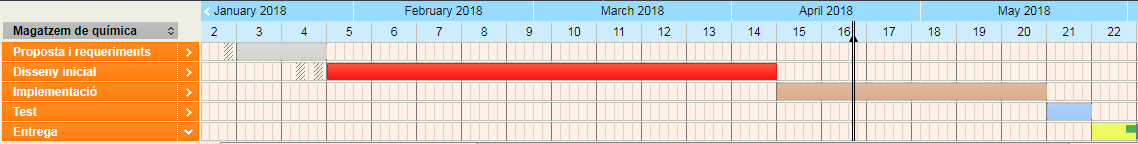 January 2018 February 2018 March 2018 April 2018 May 2018
Magatzem de química 2 3 4 5 6 7 8 9 10 11 12 13 14 15 16 17 18 19 20 21 22
Proposta i requeriments
Disseny inicial
Implementació
Test
Entrega